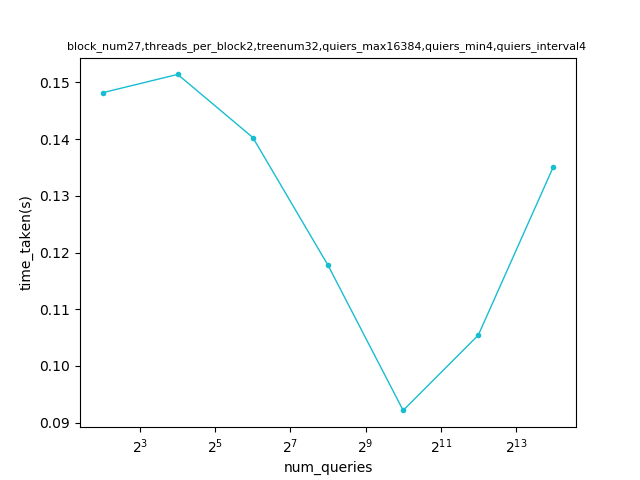 block_num27,threads_per_block2,treenum32,quiers_max16384,quiers_min4,quiers_interval4
time_taken(s)
0.15
0.14
0.13
0.12
0.11
0.10
0.09
2^3 2^5 2^7 2^9 2^11 2^13
num_queries